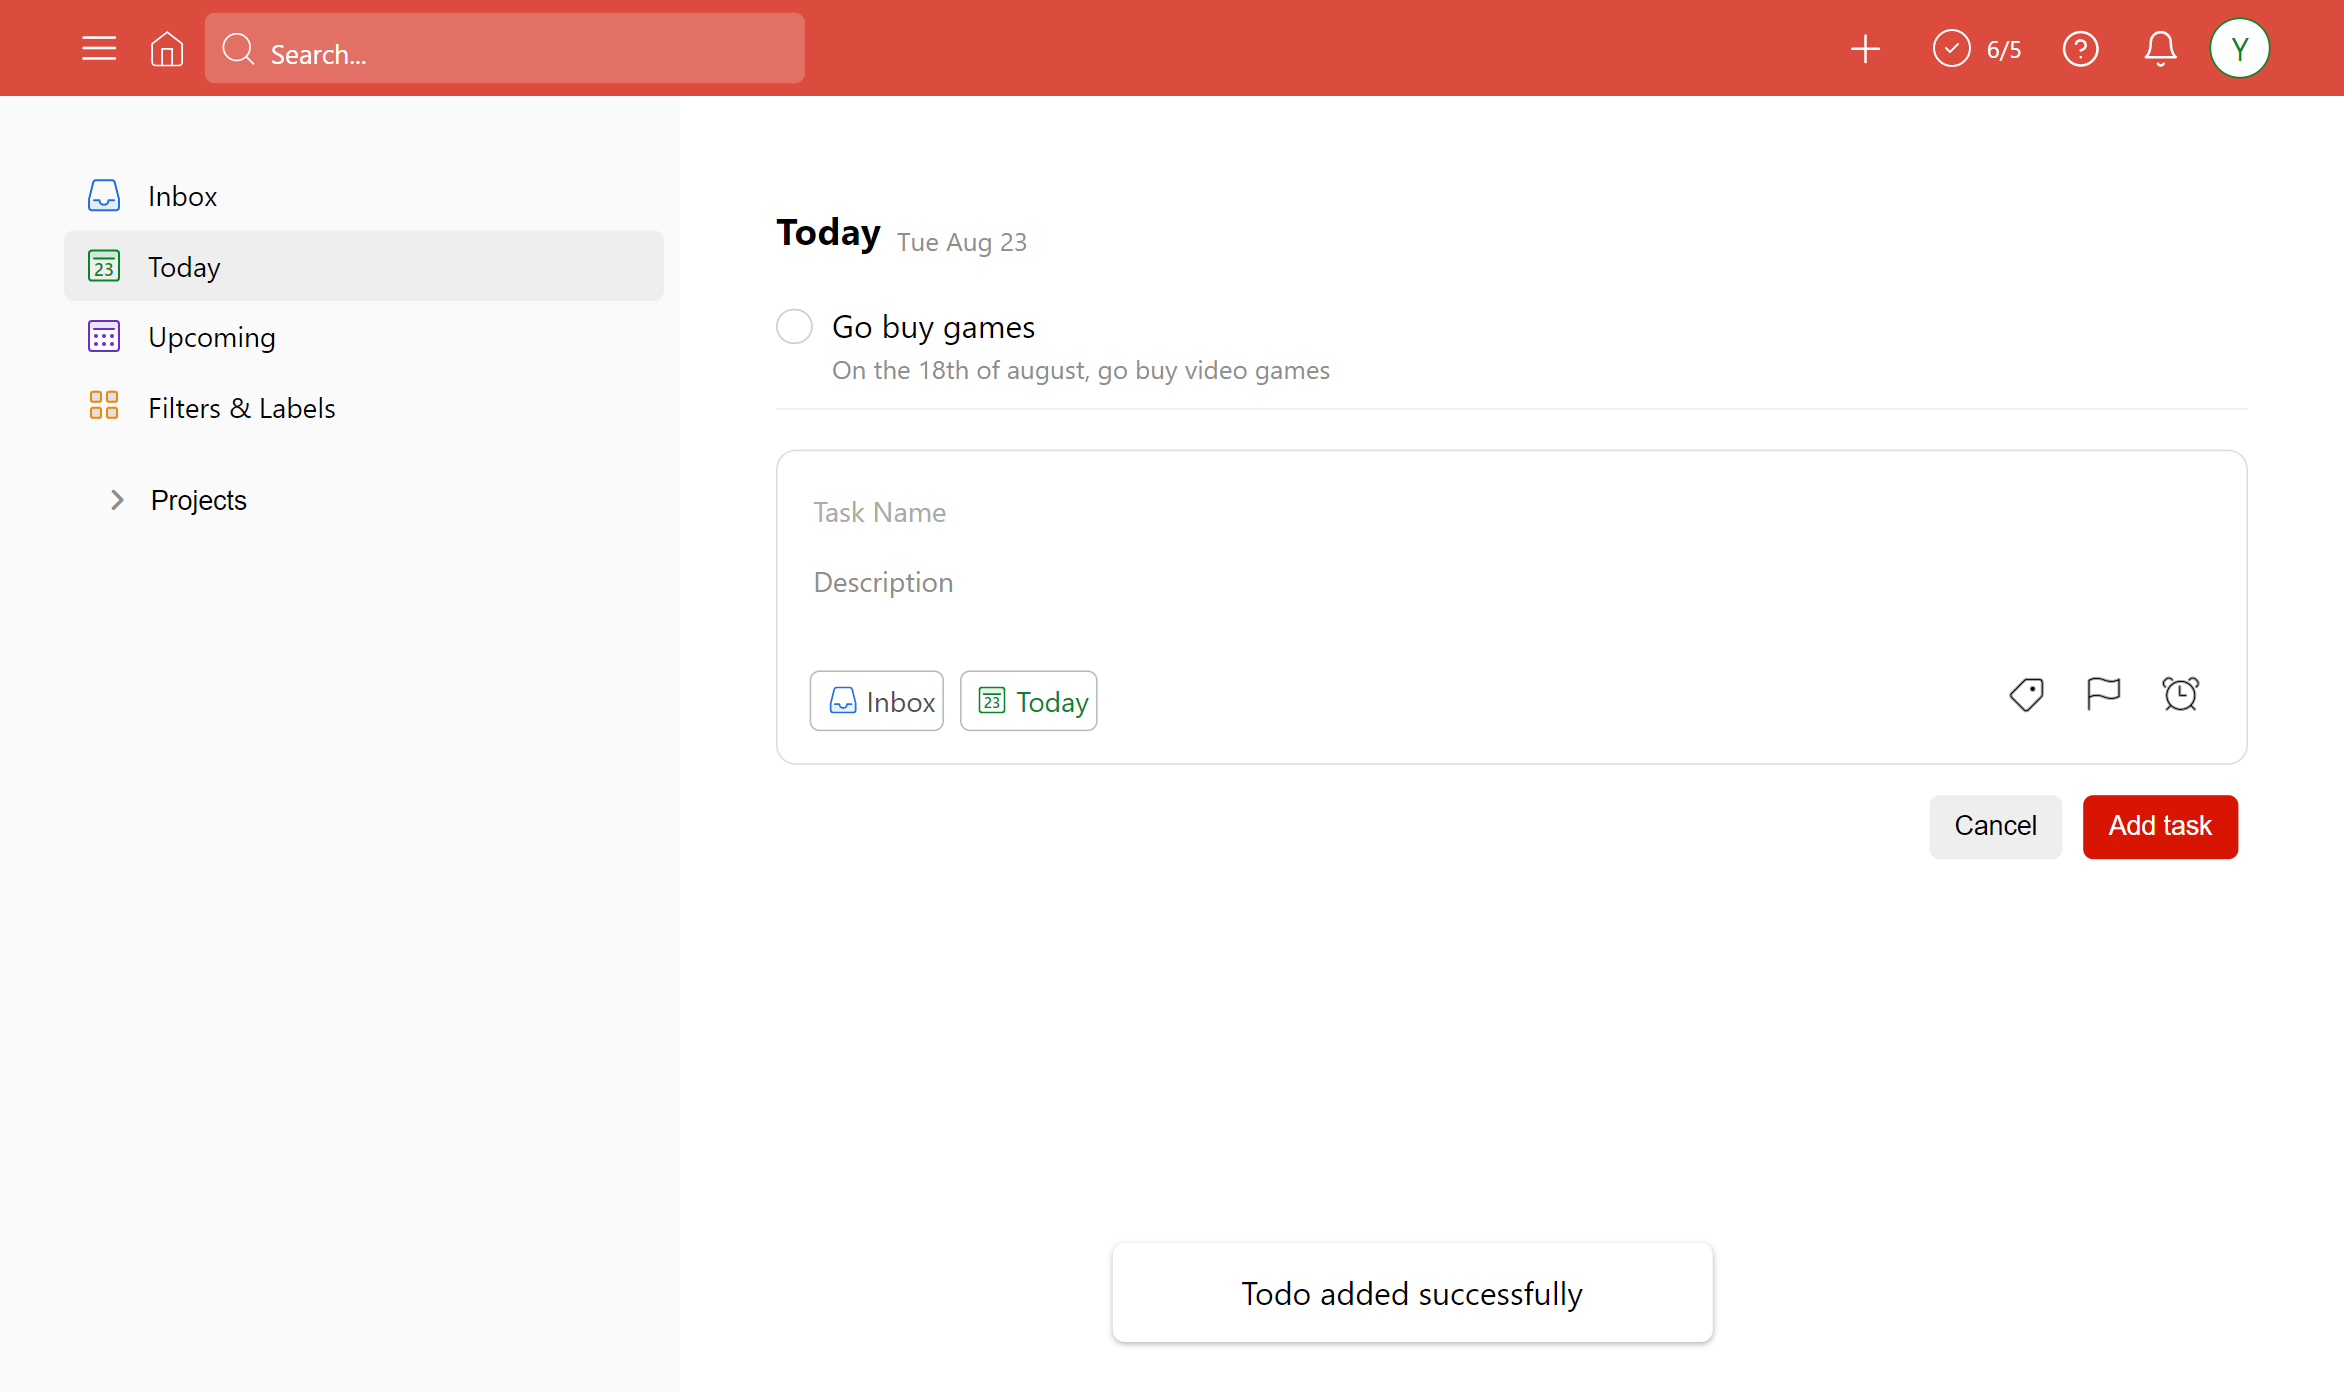 Search...
6/5
Y
Inbox
23 Today
Upcoming
Filters & Labels
Projects
Today Tue Aug 23
Go buy games
On the 18th of august, go buy video games
Task Name
Description
Inbox
23 Today
Cancel
Add task
Todo added successfully